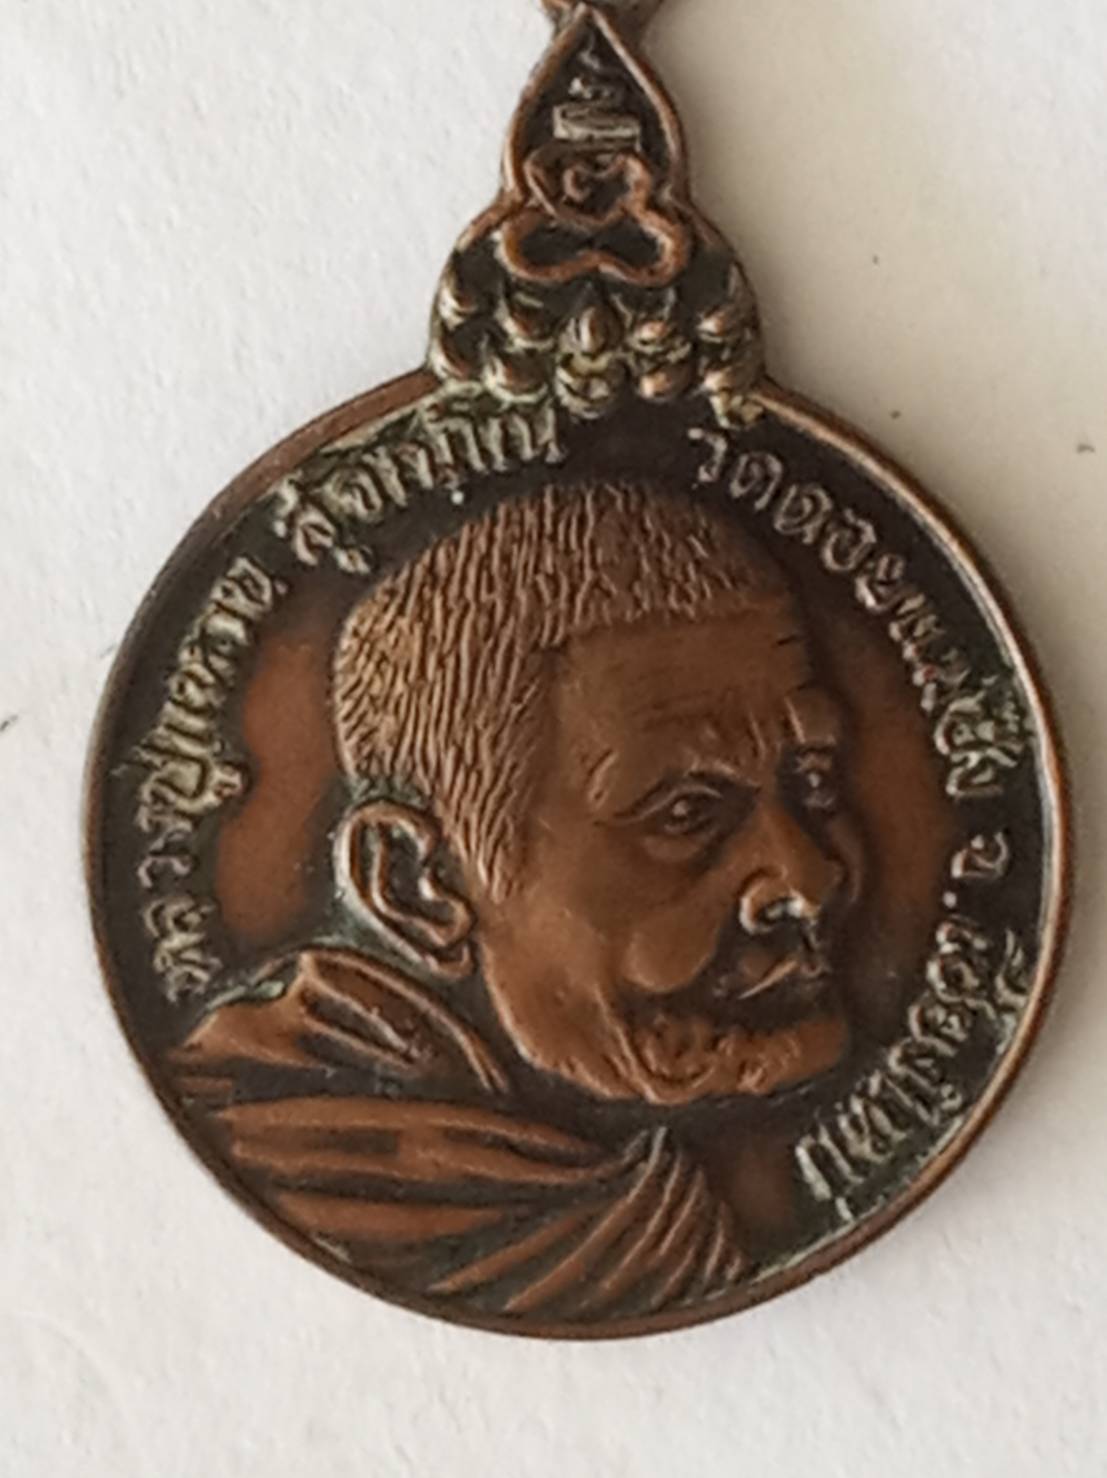 หลวงปู่แหวน สุจิณฺโณ
วัดดอยแม่ปั๋ง จ.เชียงใหม่